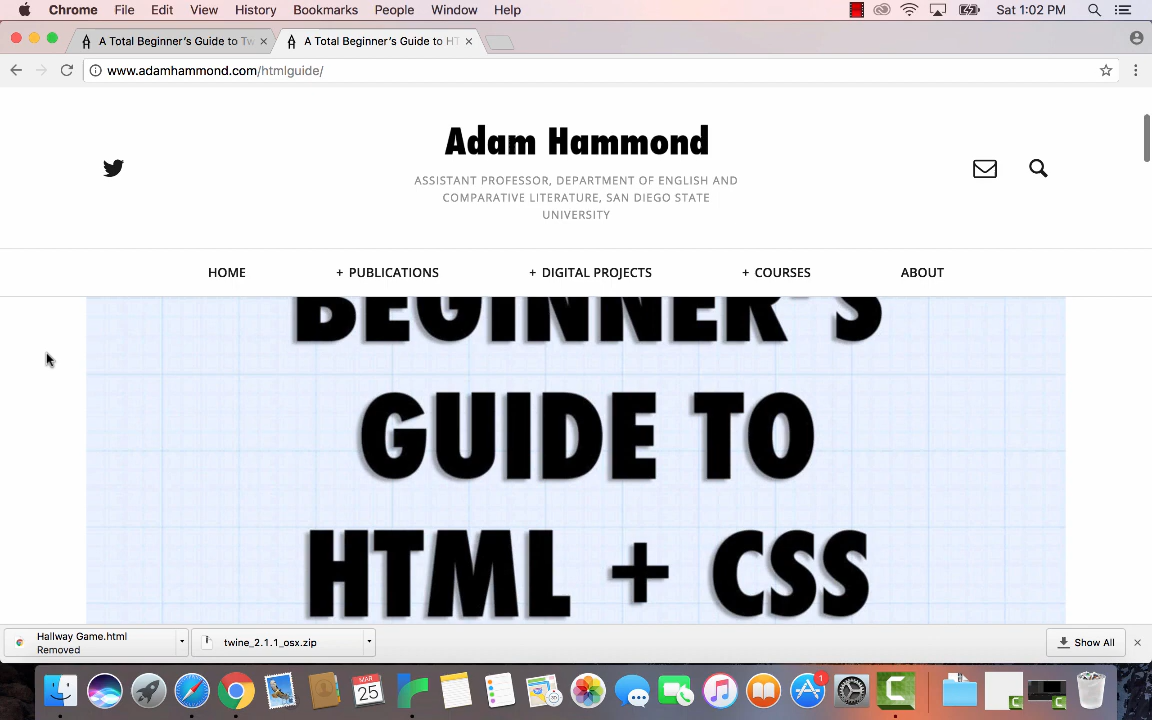 Chrome File Edit View History Bookmarks People Window Help Sat 1:02 PM
A Total Beginner's Guide to Tw A Total Beginner's Guide to HT
www.adamhammond.com/htmlguide/
Adam Hammond
ASSISTANT PROFESSOR, DEPARTMENT OF ENGLISH AND
COMPARATIVE LITERATURE, SAN DIEGO STATE
UNIVERSITY
HOME + PUBLICATIONS + DIGITAL PROJECTS + COURSES ABOUT
BEGINNER'S
GUIDE TO
HTML + CSS
Hallway Game.html
Removed
twine_2.1.1_osx.zip
Show All
MAR
25
1